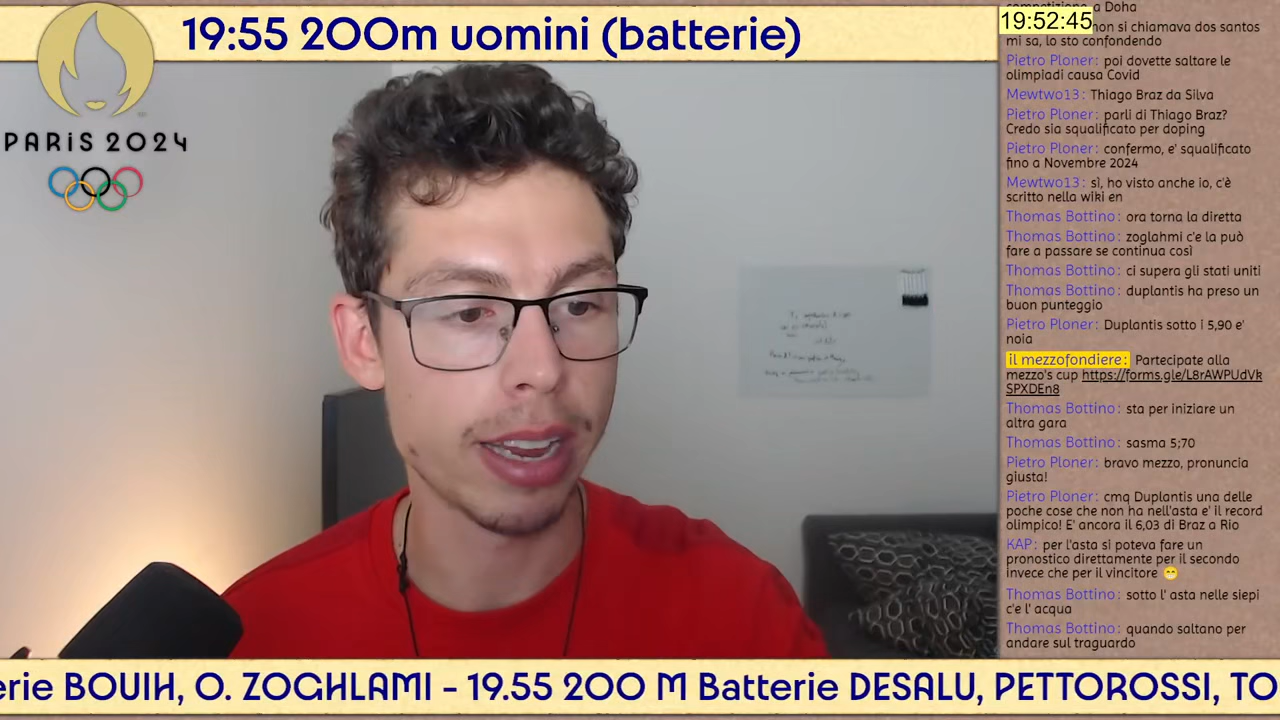 19:55 200m uomini (batterie)
PARIS 2024
19:52:45
competizione a Doha
non si chiamava dos santos
mi sa, lo sto confondendo
Pietro Ploner: poi dovette saltare le
olimpiadi causa Covid
Mewtwo13: Thiago Braz da Silva
Pietro Ploner: parli di Thiago Braz?
Credo sia squalificato per doping
Pietro Ploner: confermo, e' squalificato
fino a Novembre 2024
Mewtwo13: sì, ho visto anche io, c'è
scritto nella wiki en
Thomas Bottino: ora torna la diretta
Thomas Bottino: zoglahmi c'e la può
fare a passare se continua così
Thomas Bottino: ci supera gli stati uniti
Thomas Bottino: duplantis ha preso un
buon punteggio
Pietro Ploner: Duplantis sotto i 5,90 e'
noia
il mezzofondiere: Partecipate alla
mezzo's cup https://forms.gle/L8rAWPUdVk
SPXDEn8
Thomas Bottino: sta per iniziare un
altra gara
Thomas Bottino: sasma 5;70
Pietro Ploner: bravo mezzo, pronuncia
giusta!
Pietro Ploner: cmq Duplantis una delle
poche cose che non ha nell'asta e' il record
olimpico! E' ancora il 6,03 di Braz a Rio
KAP: per l'asta si poteva fare un
pronostico direttamente per il secondo
invece che per il vincitore 😁
Thomas Bottino: sotto l' asta nelle siepi
c'e l' acqua
Thomas Bottino: quando saltano per
andare sul traguardo
erie BOUIH, O. ZOGHLAMI - 19.55 200 M Batterie DESALU, PETTOROSSI, TO